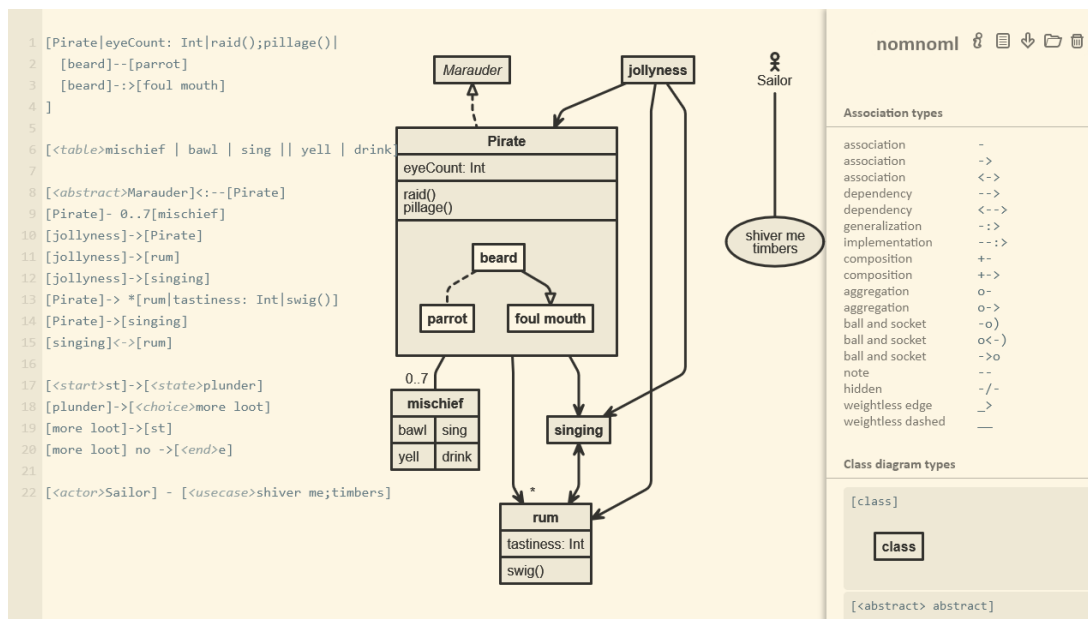 1 [Pirate|eyeCount: Int|raid();pillage()|
2 [beard]--[parrot]
3 [beard]-:>[foul mouth]
4 ]
5
6 [<table>mischief | bawl | sing || yell | drink]
7
8 [<abstract>Marauder]<:--[Pirate]
9 [Pirate]- 0..7[mischief]
10 [jollyness]->[Pirate]
11 [jollyness]->[rum]
12 [jollyness]->[singing]
13 [Pirate]-> *[rum|tastiness: Int|swig()]
14 [Pirate]->[singing]
15 [singing]<->[rum]
16
17 [<start>st]->[<state>plunder]
18 [plunder]->[<choice>more loot]
19 [more loot]->[st]
20 [more loot] no ->[<end>e]
21
22 [<actor>Sailor] - [<usecase>shiver me;timbers]
Marauder
jollyness
Pirate
eyeCount: Int
raid()
pillage()
beard
parrot
foul mouth
0..7
mischief
bawl sing
yell drink
singing
*
rum
tastiness: Int
swig()
Sailor
shiver me
timbers
nomnoml
Association types
association -
association ->
association <->
dependency -->
dependency <-->
generalization -:>
implementation --:>
composition +-
composition +->
aggregation o-
aggregation o->
ball and socket -o)
ball and socket o<-)
ball and socket ->o
note --
hidden -/-
weightless edge _>
weightless dashed __
Class diagram types
[class]
class
[<abstract> abstract]